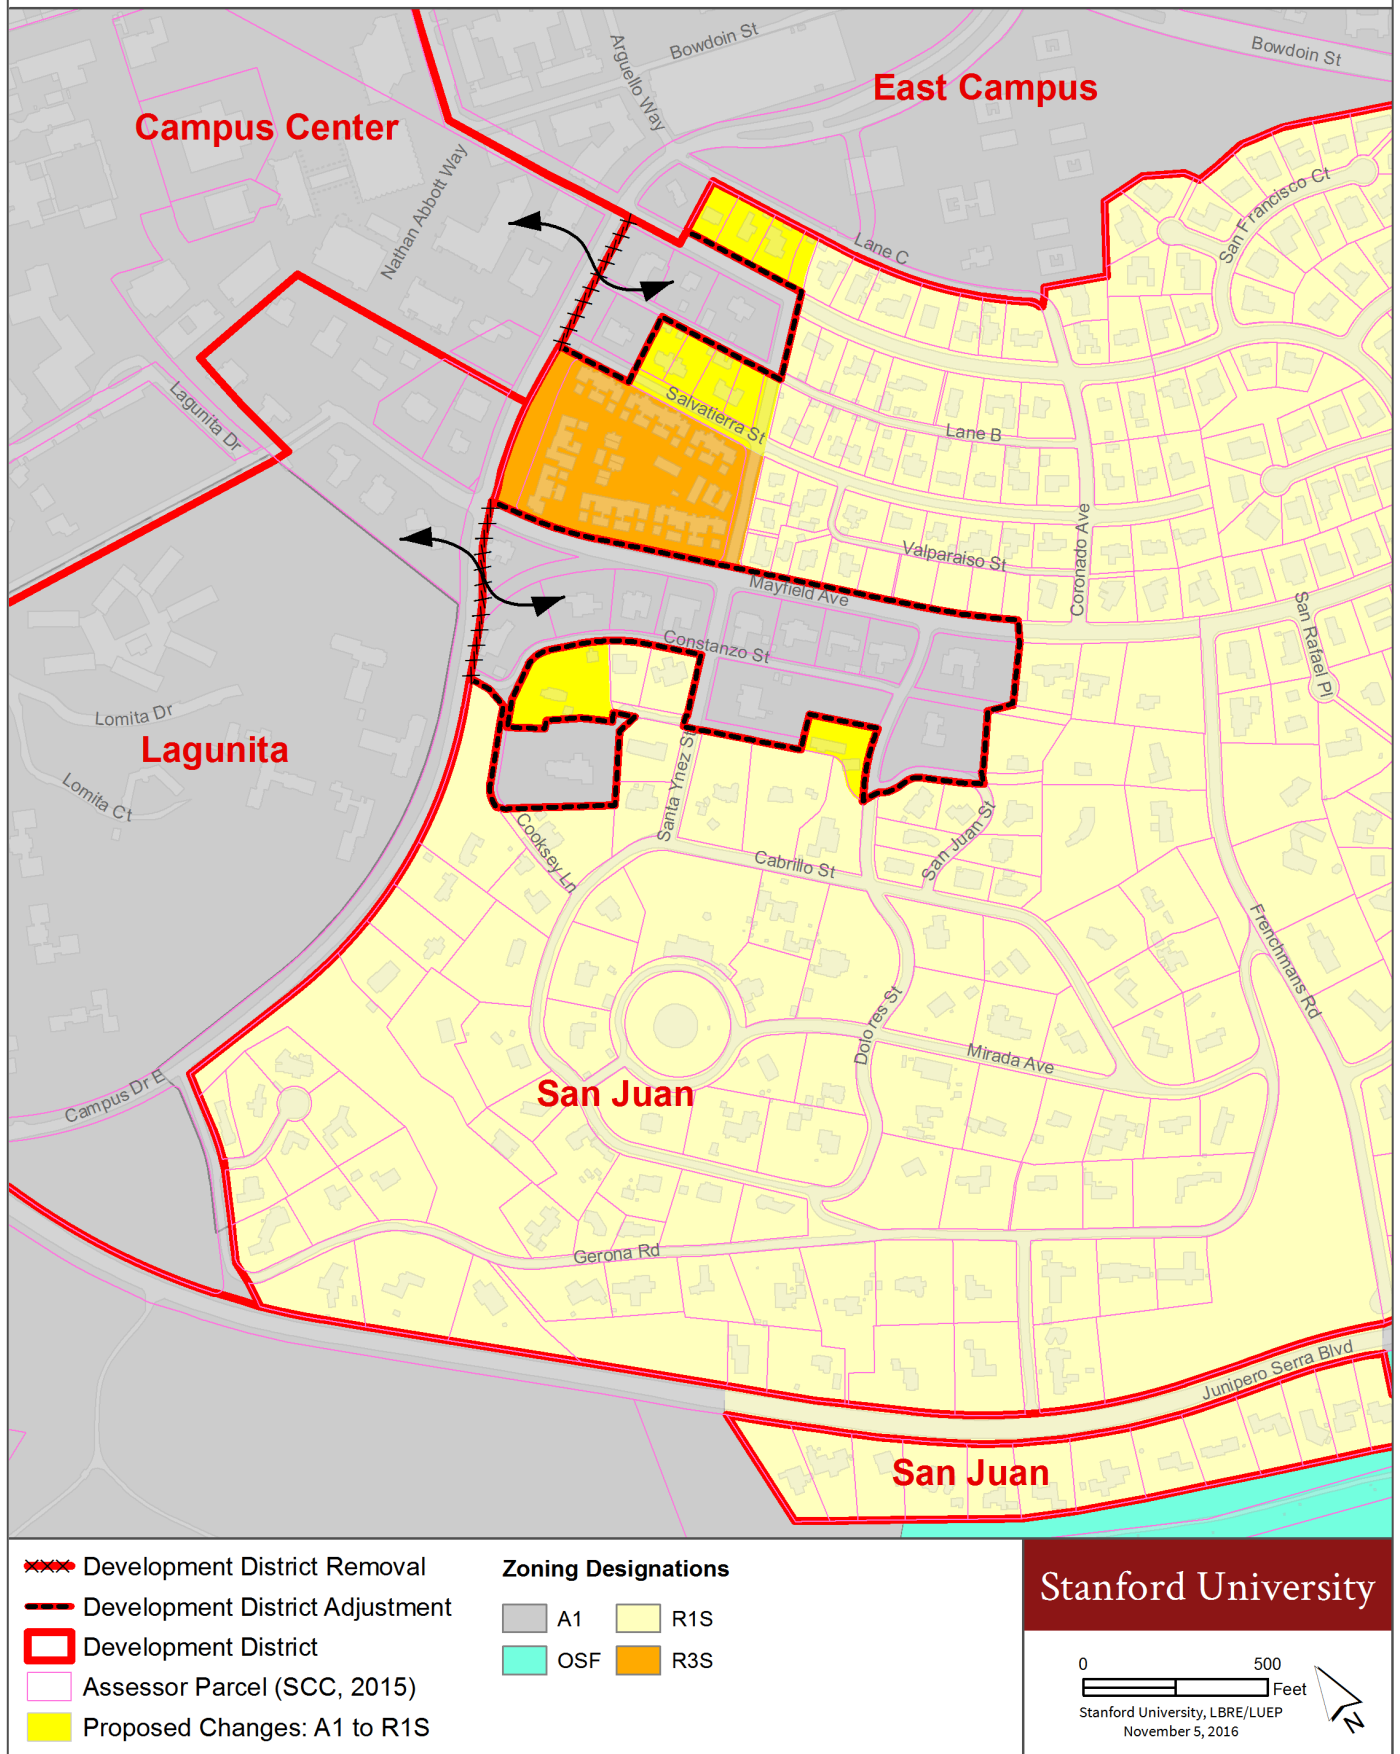 Bowdoin St
Arguello Way
East Campus
Bowdoin St
Campus Center
Nathan Abbott Way
San Francisco Ct
Lane C
Lagunita Dr
Salvatierra St
Lane B
Coronado Ave
Valparaiso St
Mayfield Ave
San Rafael Pl
Constanzo St
Lomita Dr
Lagunita
Lomita Ct
Santa Ynez St
Cooksey Ln
San Juan St
Cabrillo St
Frenchmans Rd
Dolores St
Mirada Ave
Campus Dr E
San Juan
Gerona Rd
Junipero Serra Blvd
San Juan
Development District Removal
Development District Adjustment
Development District
Assessor Parcel (SCC, 2015)
Proposed Changes: A1 to R1S
Zoning Designations
A1
R1S
OSF
R3S
Stanford University
0 500
Feet
N
Stanford University, LBRE/LUEP
November 5, 2016